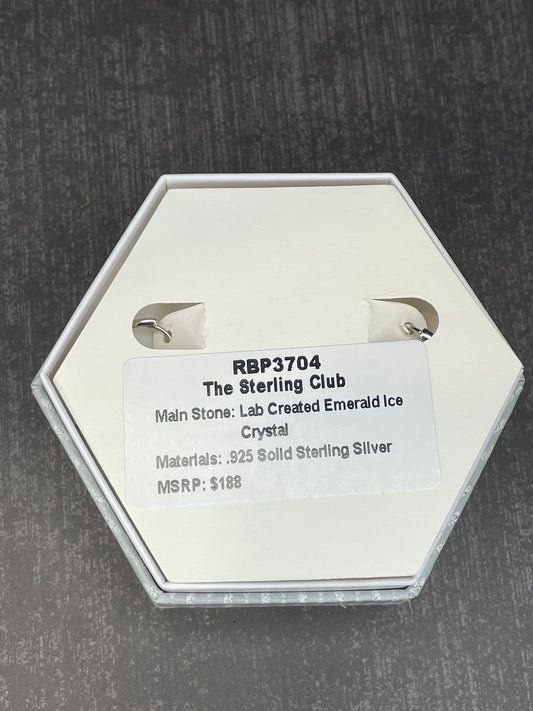 RBP3704
The Sterling Club
Main Stone: Lab Created Emerald Ice
Crystal
Materials: .925 Solid Sterling Silver
MSRP: $188